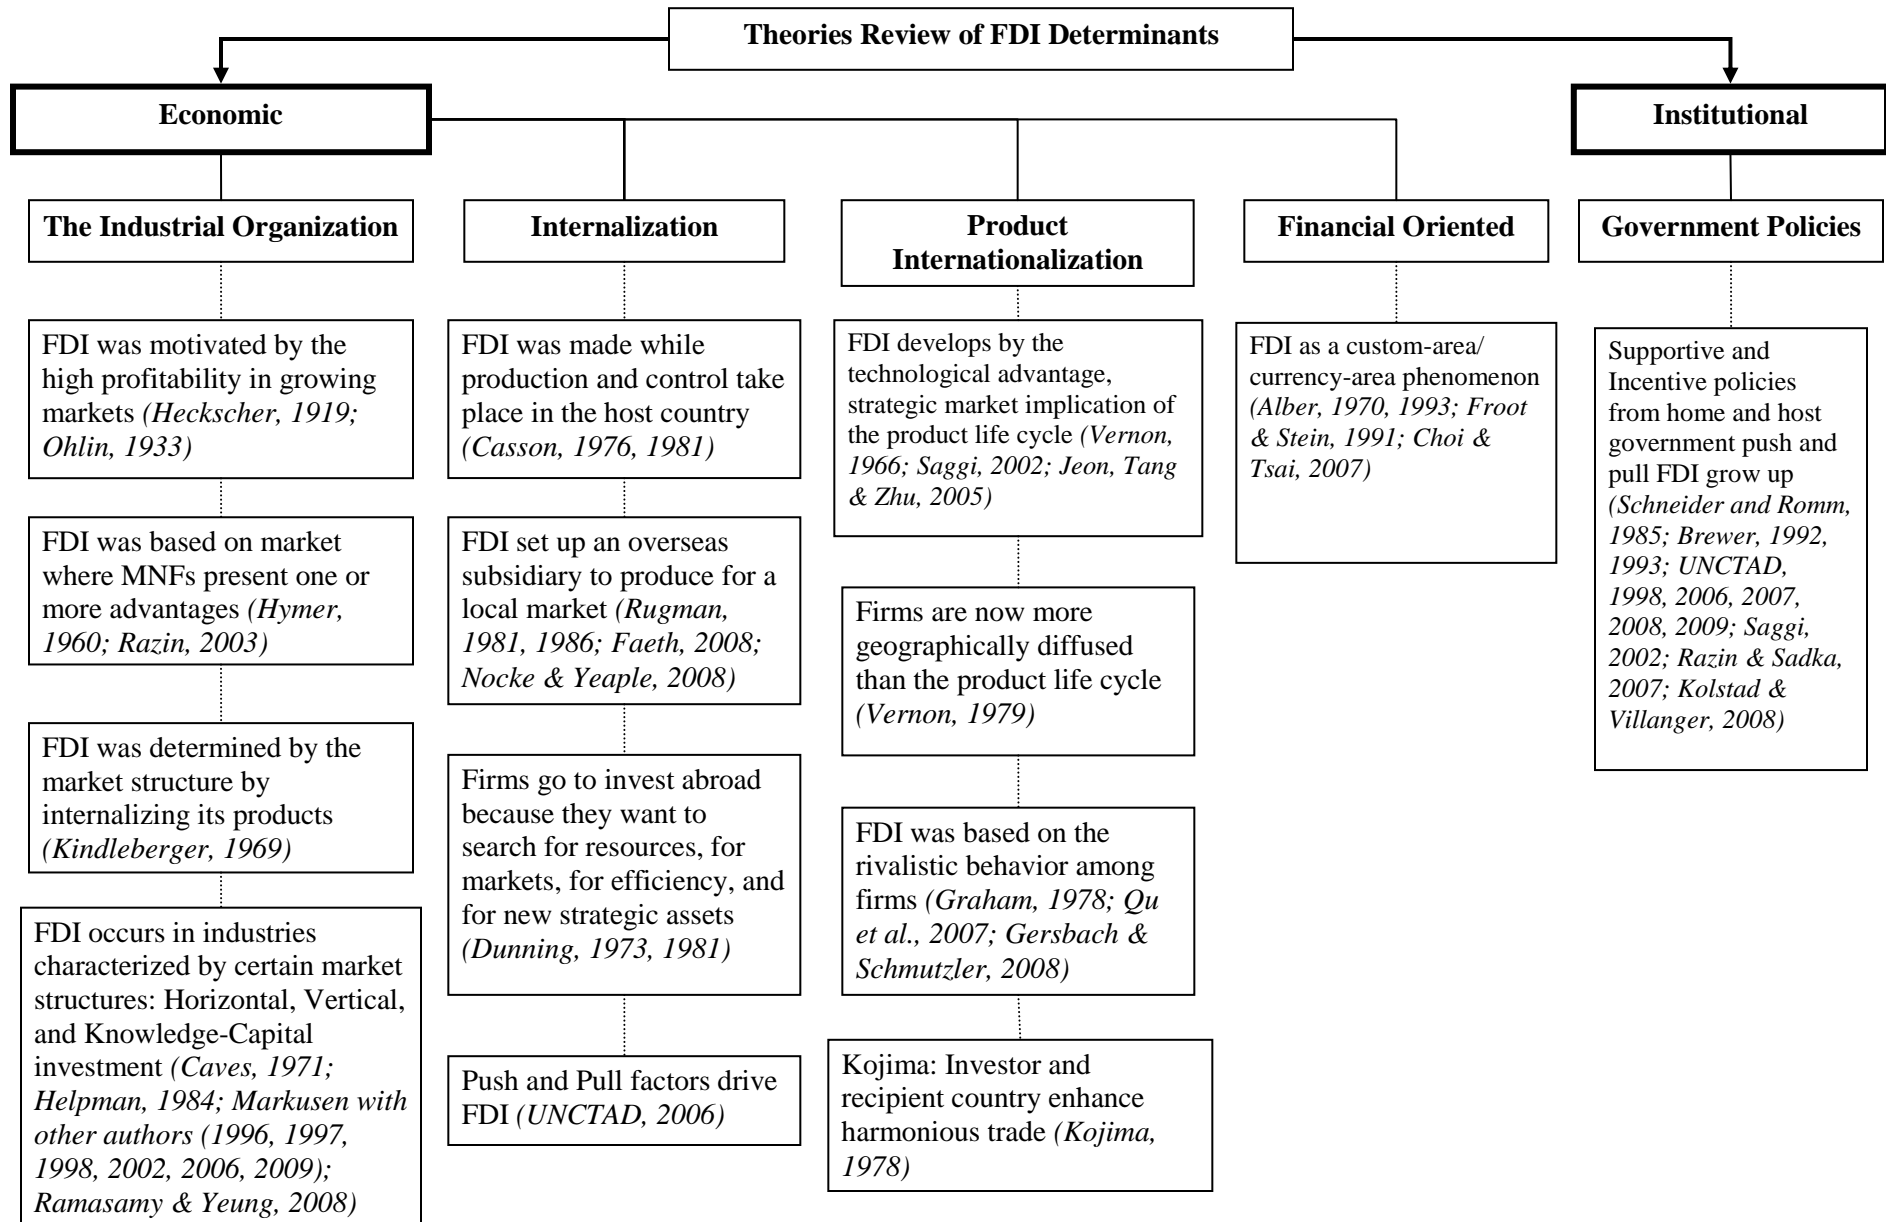 Theories Review of FDI Determinants
Economic
Institutional
The Industrial Organization
Internalization
Product
Internationalization
Financial Oriented
Government Policies
FDI was motivated by the
high profitability in growing
markets (Heckscher, 1919;
Ohlin, 1933)
FDI was based on market
where MNFs present one or
more advantages (Hymer,
1960; Razin, 2003)
FDI was determined by the
market structure by
internalizing its products
(Kindleberger, 1969)
FDI occurs in industries
characterized by certain market
structures: Horizontal, Vertical,
and Knowledge-Capital
investment (Caves, 1971;
Helpman, 1984; Markusen with
other authors (1996, 1997,
1998, 2002, 2006, 2009);
Ramasamy & Yeung, 2008)
FDI was made while
production and control take
place in the host country
(Casson, 1976, 1981)
FDI set up an overseas
subsidiary to produce for a
local market (Rugman,
1981, 1986; Faeth, 2008;
Nocke & Yeaple, 2008)
Firms go to invest abroad
because they want to
search for resources, for
markets, for efficiency, and
for new strategic assets
(Dunning, 1973, 1981)
Push and Pull factors drive
FDI (UNCTAD, 2006)
FDI develops by the
technological advantage,
strategic market implication of
the product life cycle (Vernon,
1966; Saggi, 2002; Jeon, Tang
& Zhu, 2005)
Firms are now more
geographically diffused
than the product life cycle
(Vernon, 1979)
FDI was based on the
rivalistic behavior among
firms (Graham, 1978; Qu
et al., 2007; Gersbach &
Schmutzler, 2008)
Kojima: Investor and
recipient country enhance
harmonious trade (Kojima,
1978)
FDI as a custom-area/
currency-area phenomenon
(Alber, 1970, 1993; Froot
& Stein, 1991; Choi &
Tsai, 2007)
Supportive and
Incentive policies
from home and host
government push and
pull FDI grow up
(Schneider and Romm,
1985; Brewer, 1992,
1993; UNCTAD,
1998, 2006, 2007,
2008, 2009; Saggi,
2002; Razin & Sadka,
2007; Kolstad &
Villanger, 2008)